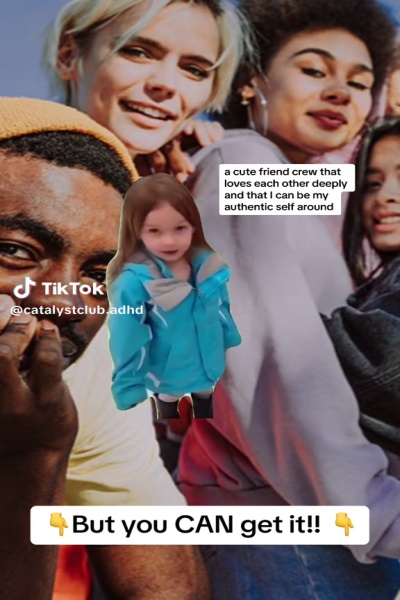 a cute friend crew that
loves each other deeply
and that I can be my
authentic self around
TikTok
@catalystclub.adhd
👇But you CAN get it!! 👇